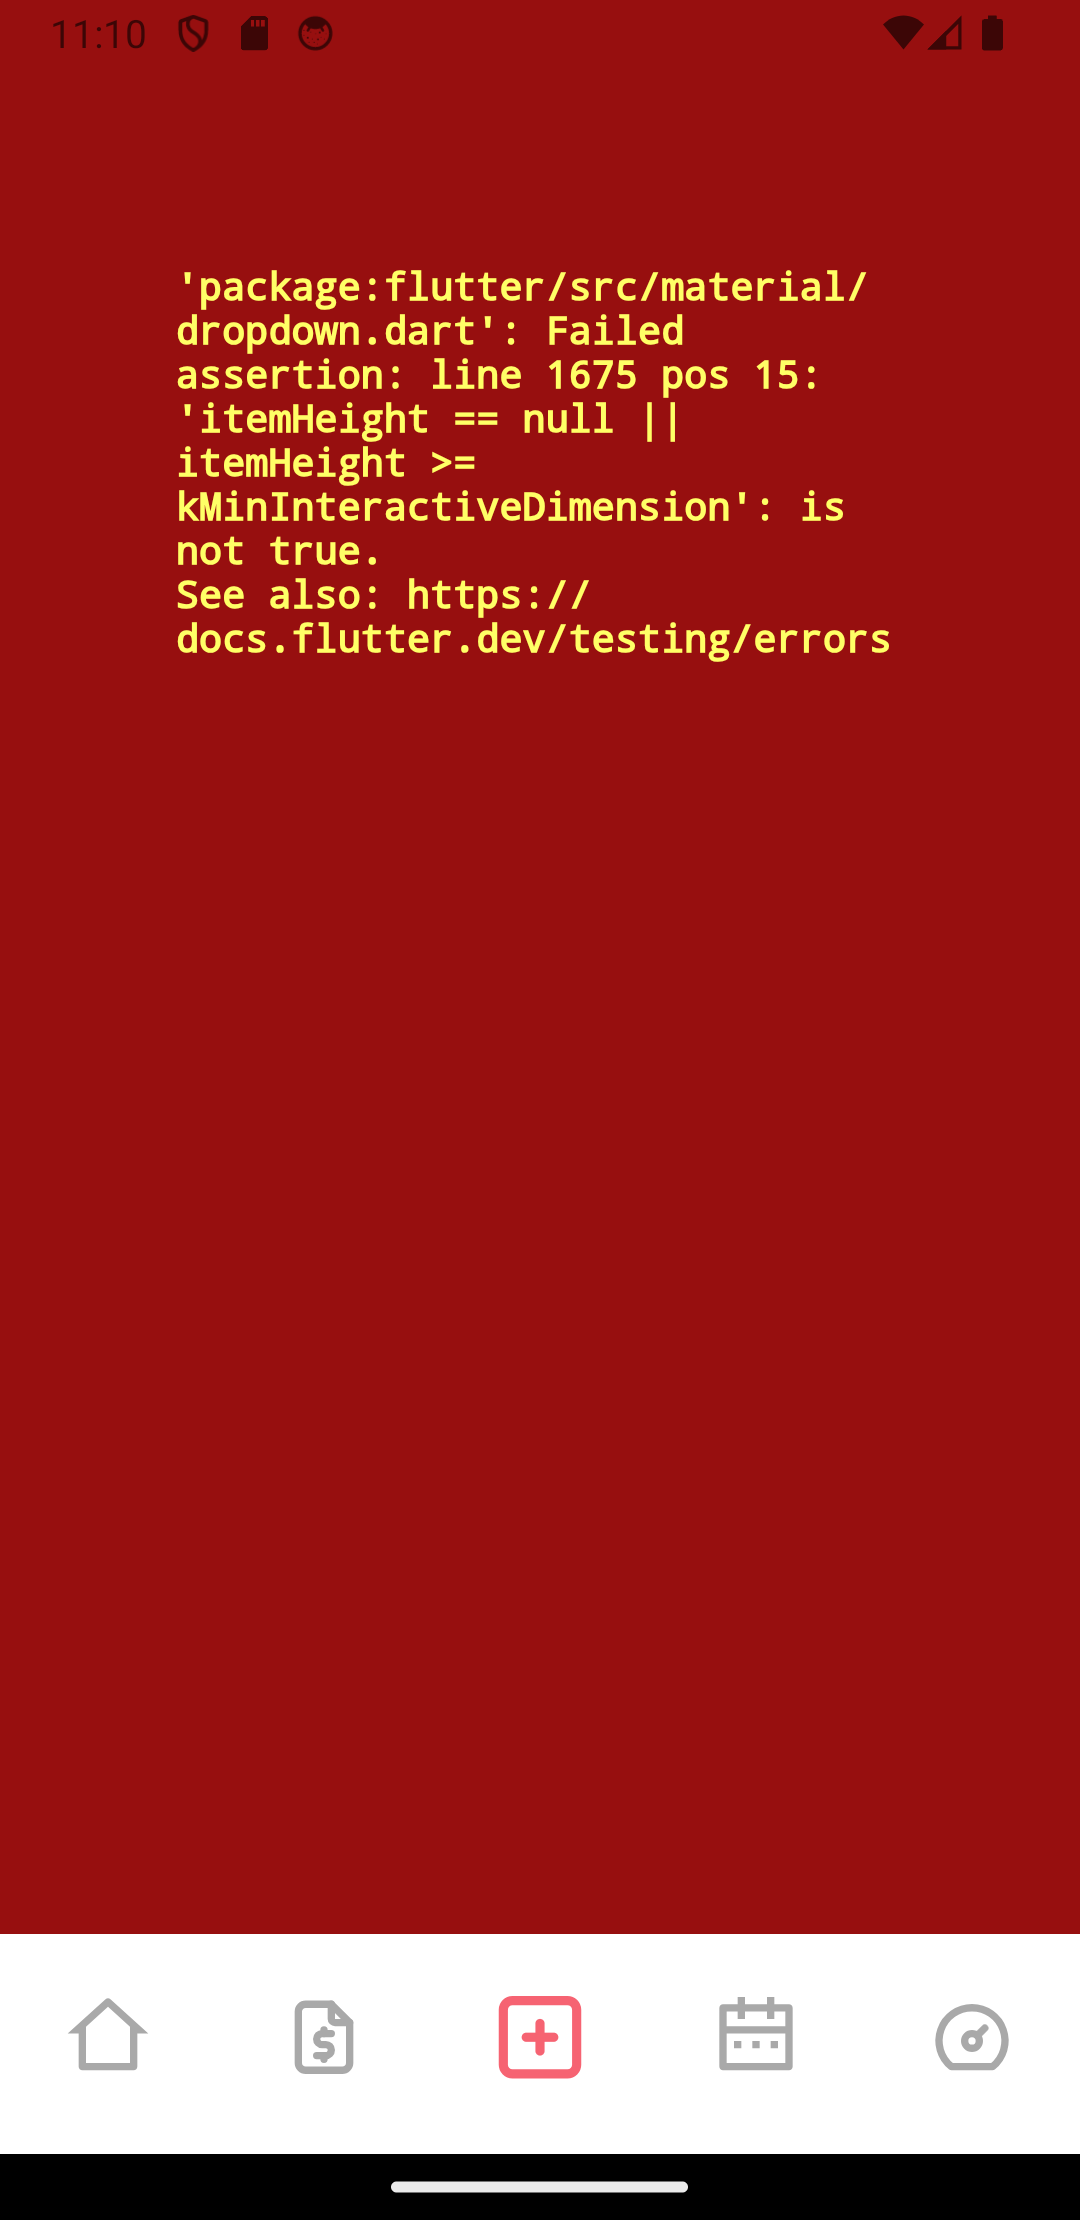 11:10
'package:flutter/src/material/
dropdown.dart': Failed
assertion: line 1675 pos 15:
'itemHeight == null ||
itemHeight >=
kMinInteractiveDimension': is
not true.
See also: https://
docs.flutter.dev/testing/errors